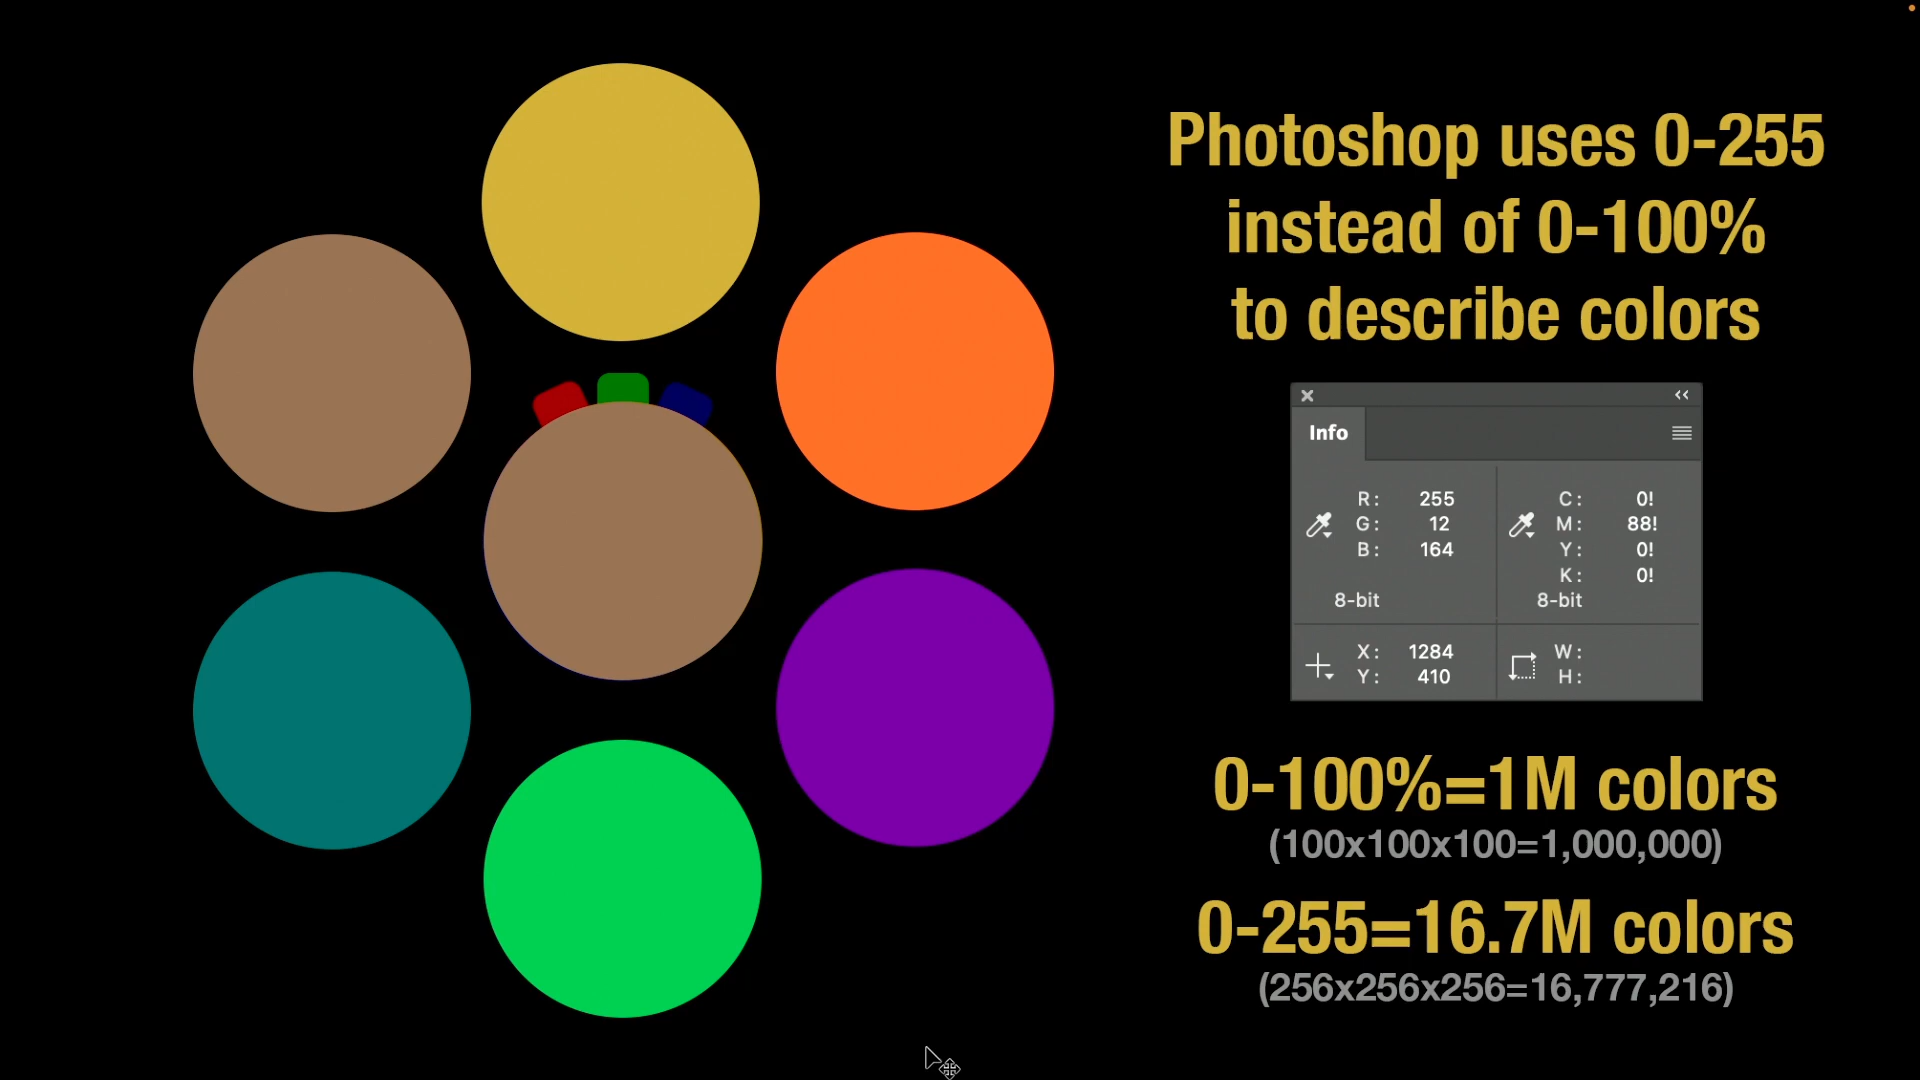 Photoshop uses 0-255
instead of 0-100%
to describe colors
Info
R: 255
G: 12
B: 164
8-bit
C: 0!
M: 88!
Y: 0!
K: 0!
8-bit
X: 1284
Y: 410
W:
H:
0-100%=1M colors
(100x100x100=1,000,000)
0-255=16.7M colors
(256x256x256=16,777,216)